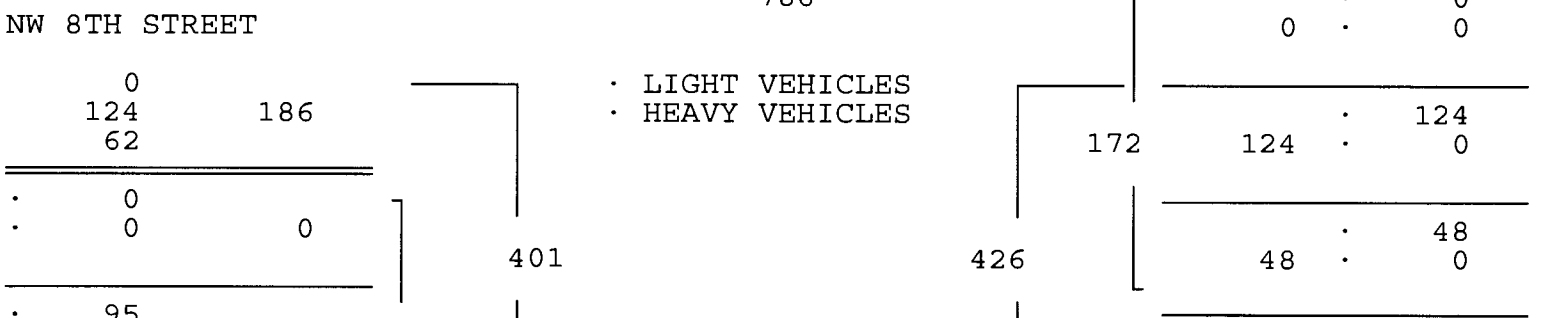 NW 8TH STREET
0 · 0
0 · LIGHT VEHICLES
124 186 · HEAVY VEHICLES · 124
62 172 124 · 0
· 0
· 0 0 · 48
401 426 48 · 0
· 95